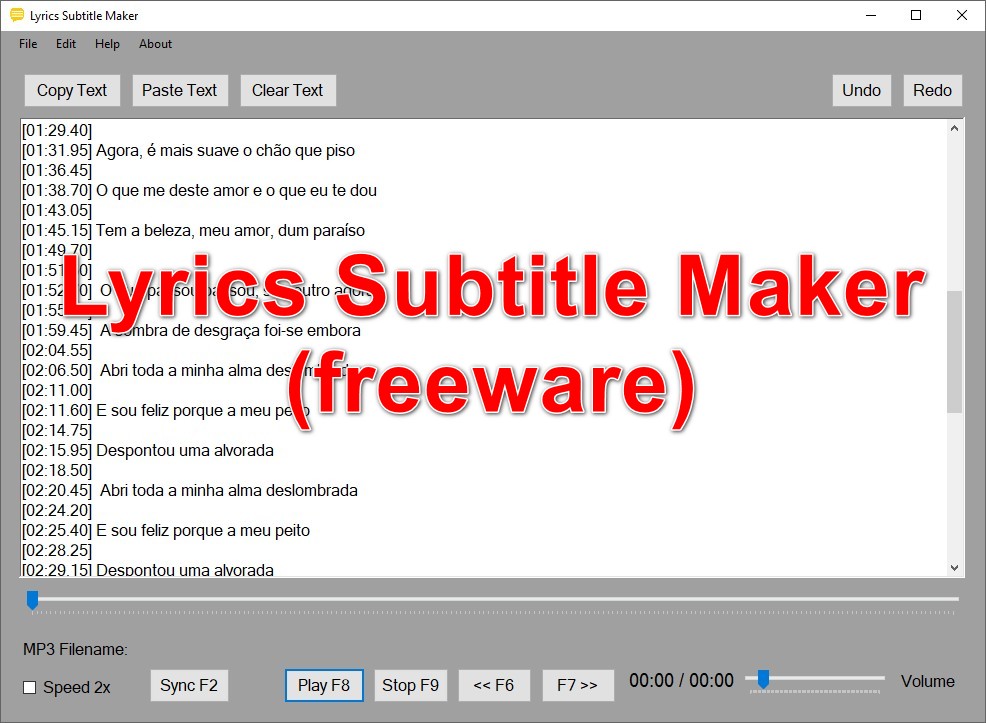 Lyrics Subtitle Maker
File Edit Help About
Copy Text Paste Text Clear Text Undo Redo
[01:29.40]
[01:31.95] Agora, é mais suave o chão que piso
[01:36.45]
[01:38.70] O que me deste amor e o que eu te dou
[01:43.05]
[01:45.15] Tem a beleza, meu amor, dum paraíso
[01:49.70]
[01:51
[01:52
[01:55
[01:59.45] A sombra de desgraça foi-se embora
[02:04.55]
[02:06.50] Abri toda a minha alma
[02:11.00]
[02:11.60] E sou feliz porque a meu peito
[02:14.75]
[02:15.95] Despontou uma alvorada
[02:18.50]
[02:20.45] Abri toda a minha alma deslombrada
[02:24.20]
[02:25.40] E sou feliz porque a meu peito
[02:28.25]
[02:29.15] Despontou uma alvorada
Lyrics Subtitle Maker
(freeware)
MP3 Filename:
Speed 2x Sync F2 Play F8 Stop F9 << F6 F7 >> 00:00 / 00:00 Volume